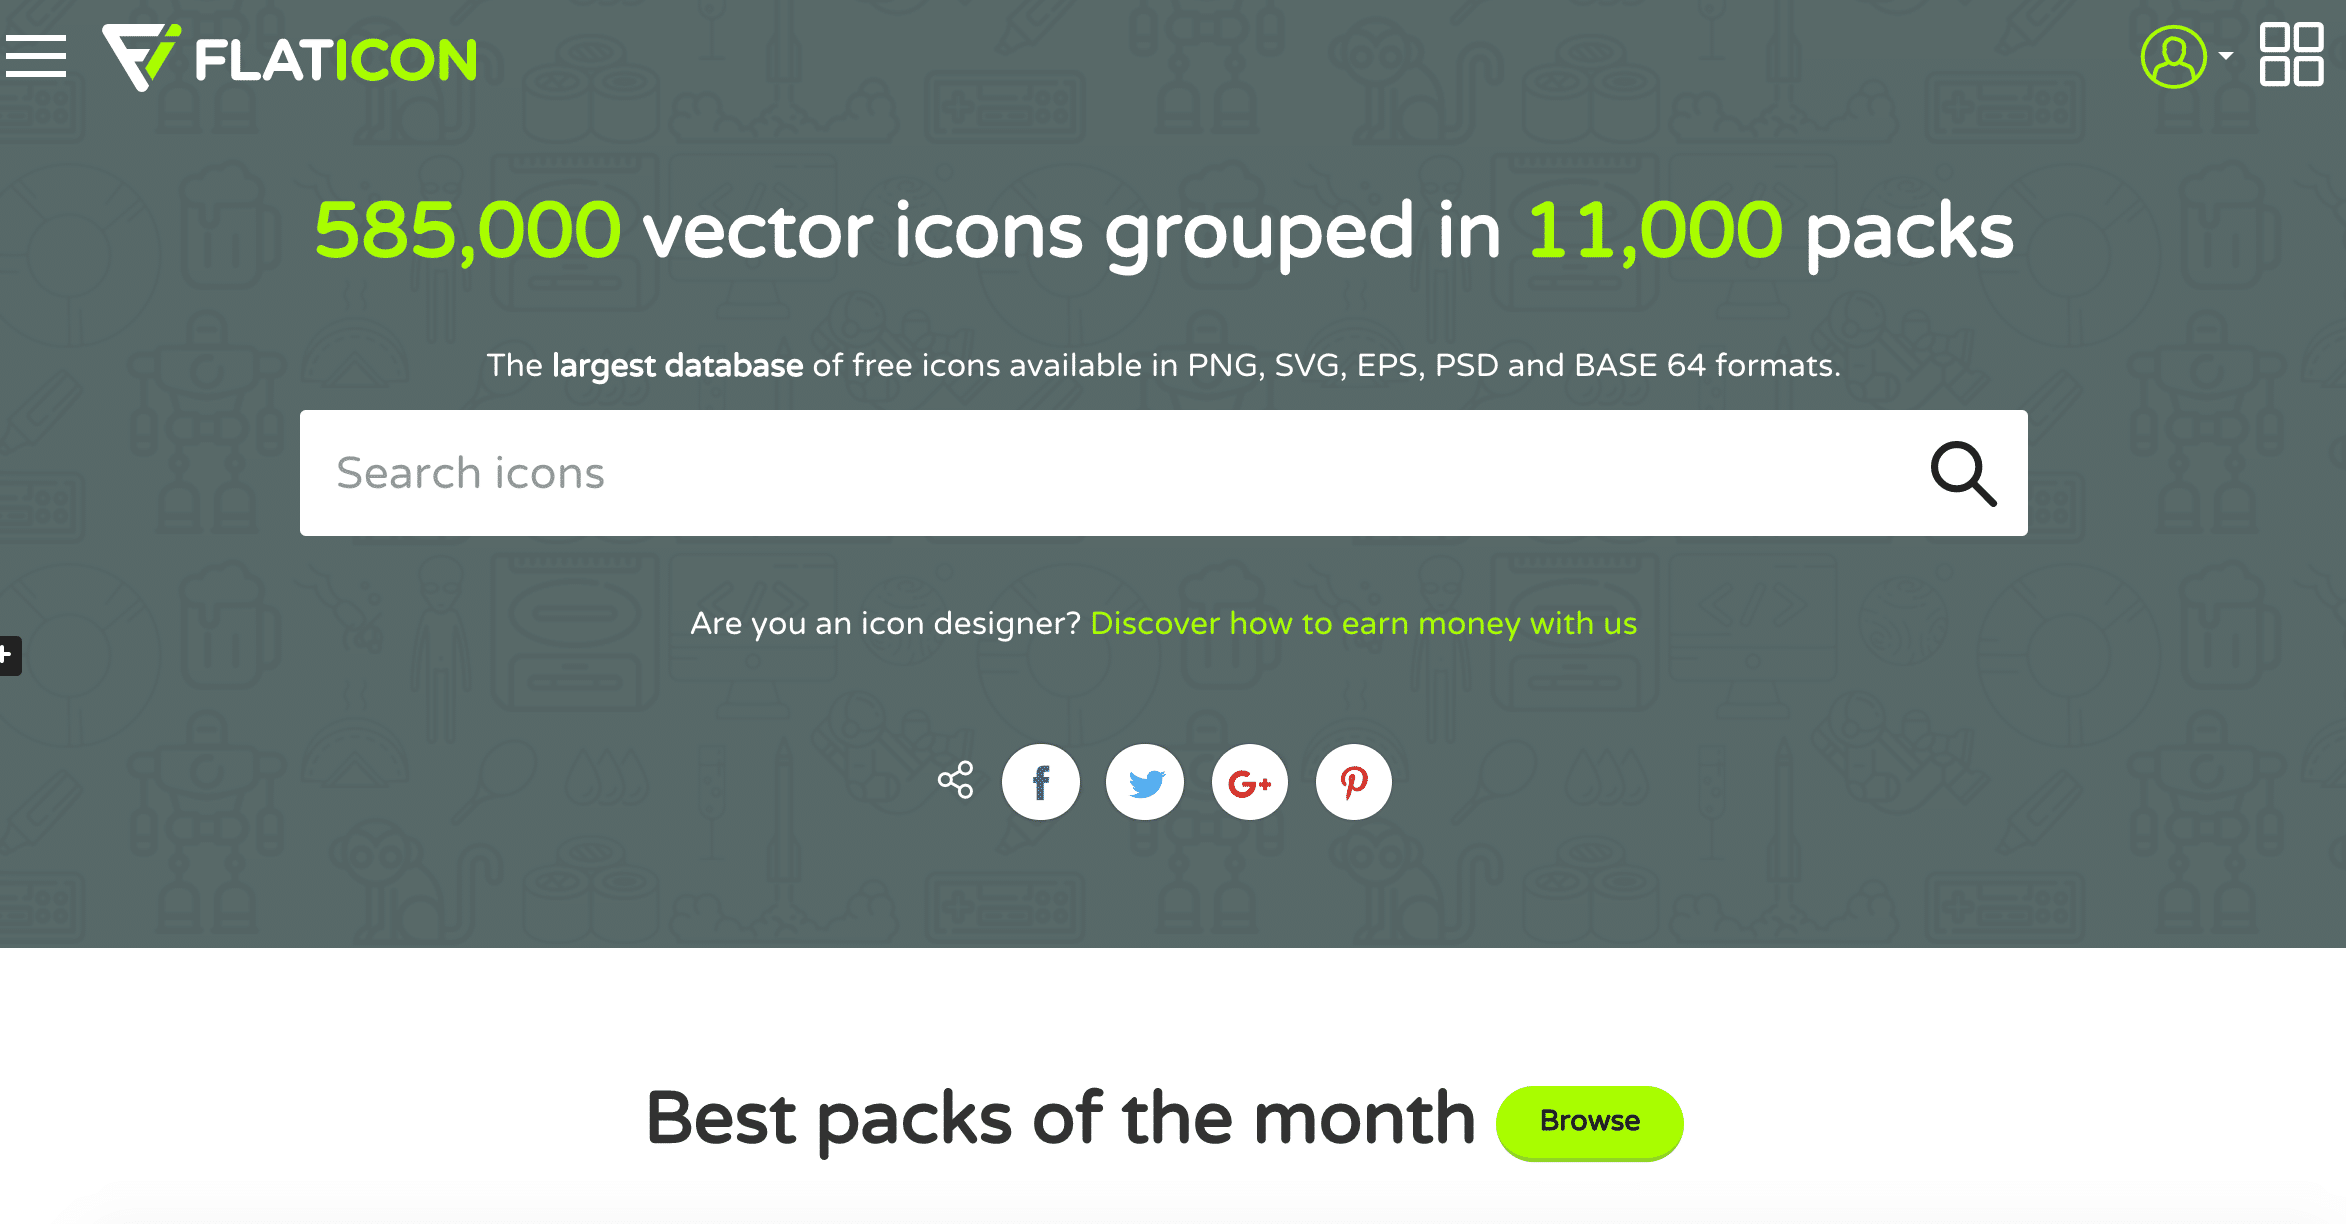 FLATICON
585,000 vector icons grouped in 11,000 packs
The largest database of free icons available in PNG, SVG, EPS, PSD and BASE 64 formats.
Search icons
Are you an icon designer? Discover how to earn money with us
Best packs of the month
Browse